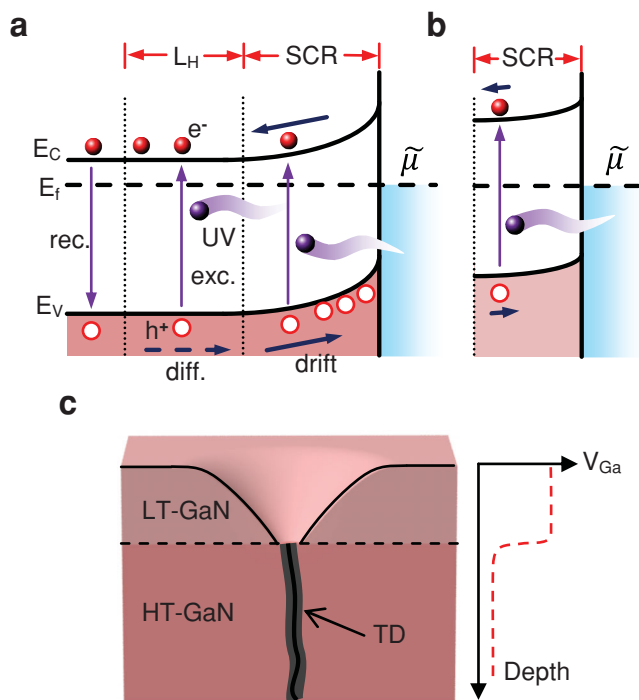 a
b
L_H
SCR
SCR
e⁻
E_C
μ̃
μ̃
E_f
rec.
UV
exc.
E_V
h⁺
diff.
drift
c
V_Ga
LT-GaN
HT-GaN
TD
Depth